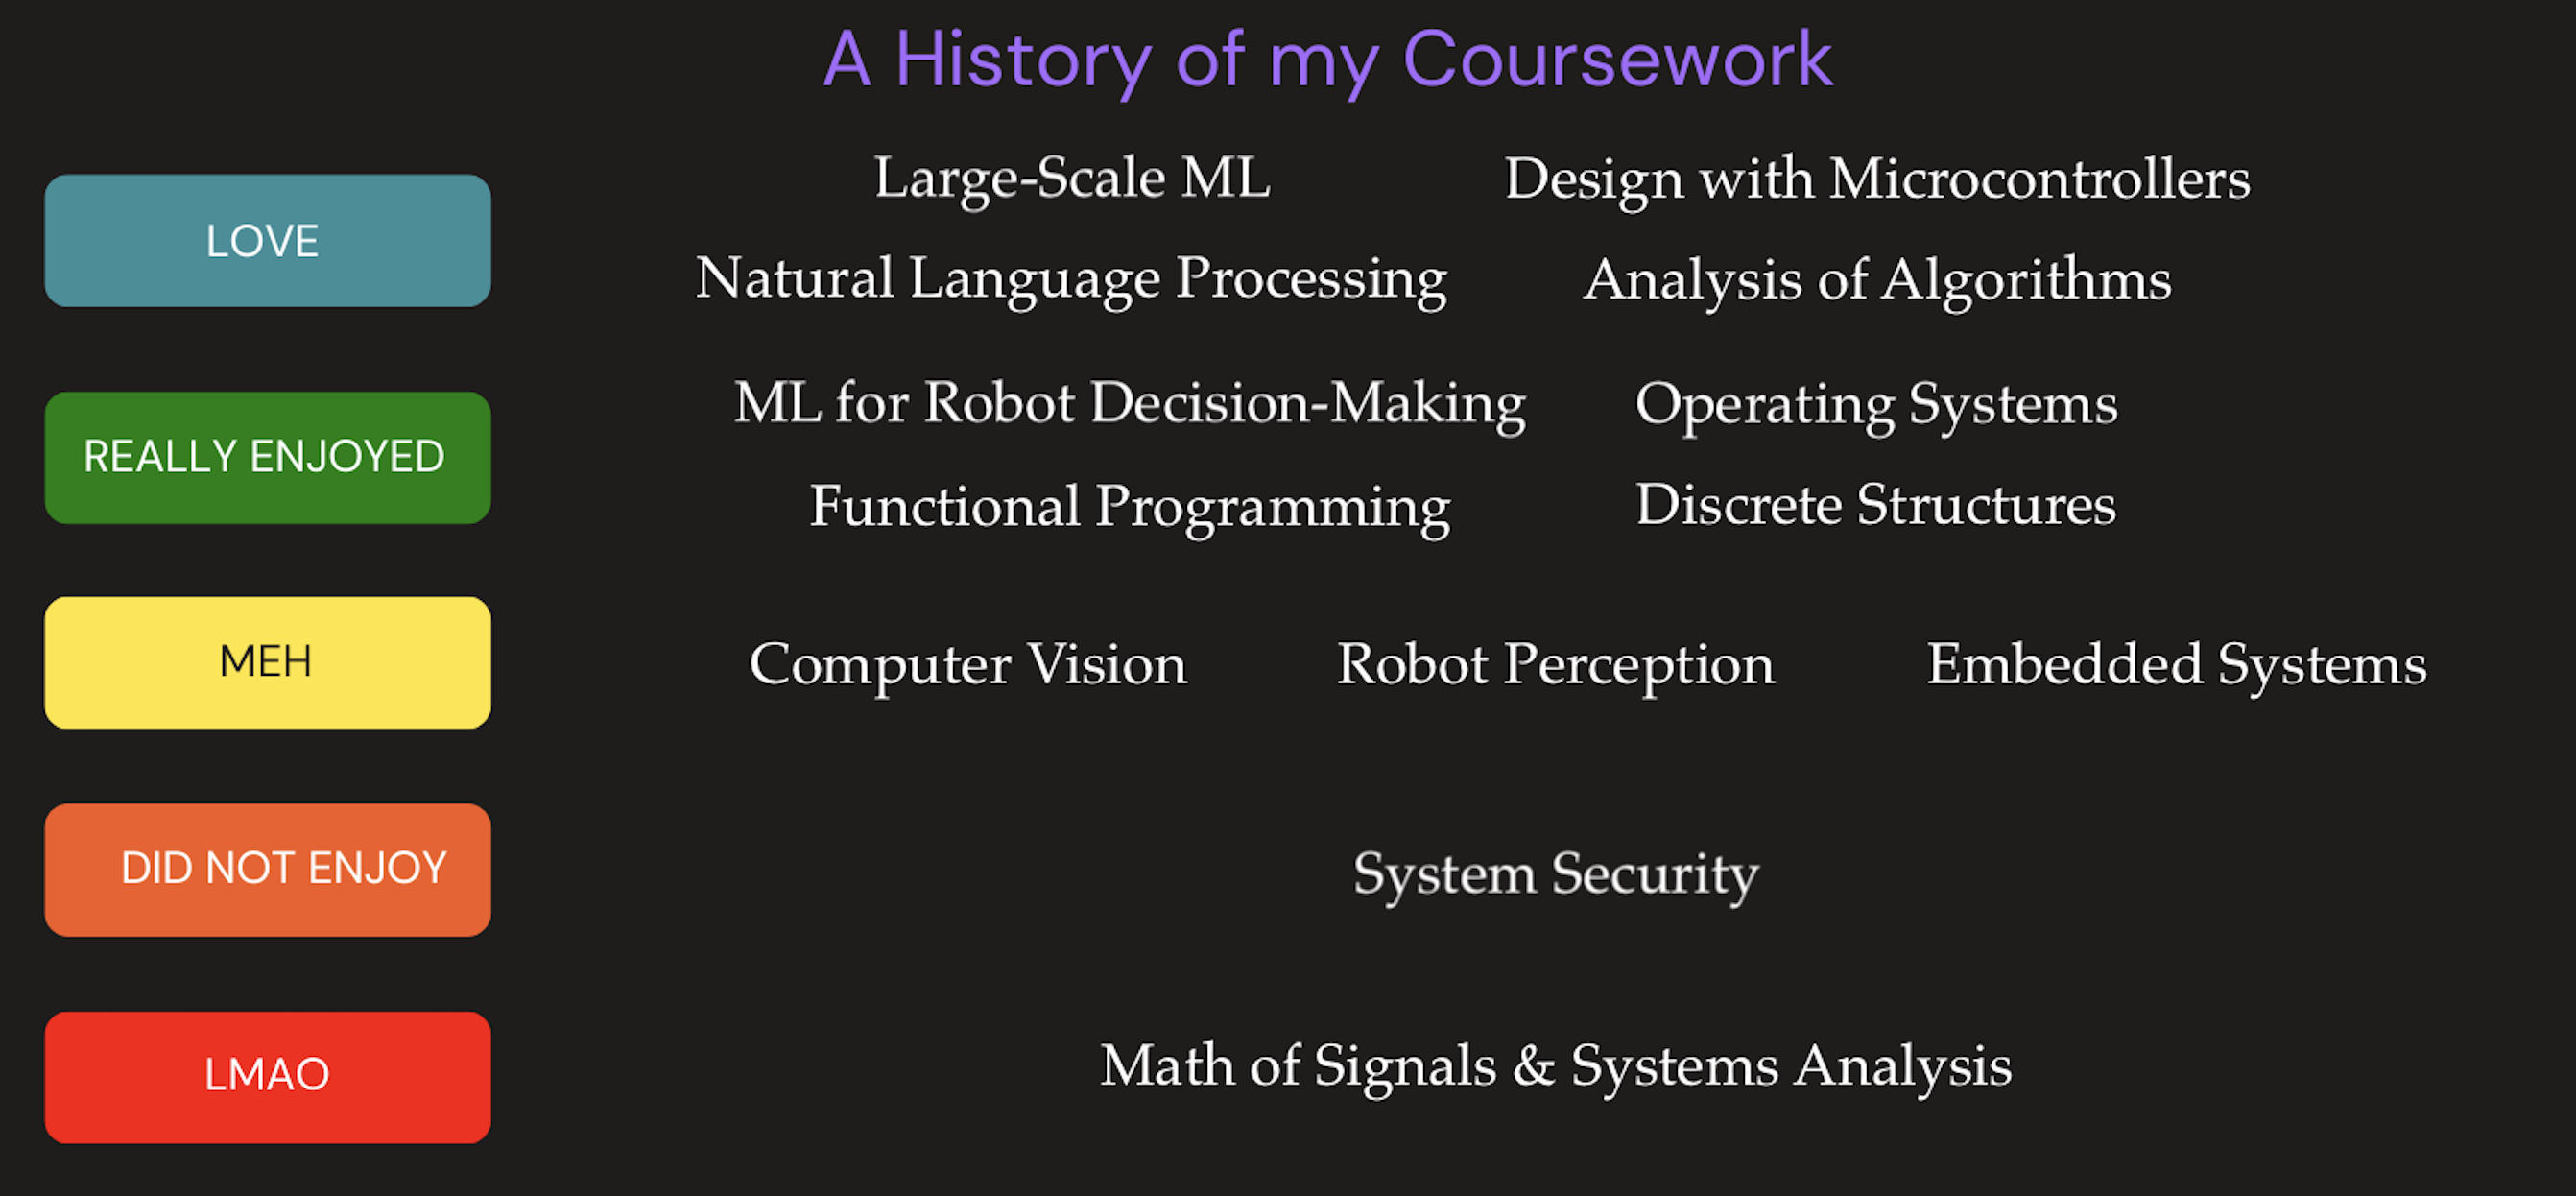 A History of my Coursework
LOVE
Large-Scale ML
Design with Microcontrollers
Natural Language Processing
Analysis of Algorithms
REALLY ENJOYED
ML for Robot Decision-Making
Operating Systems
Functional Programming
Discrete Structures
MEH
Computer Vision
Robot Perception
Embedded Systems
DID NOT ENJOY
System Security
LMAO
Math of Signals & Systems Analysis